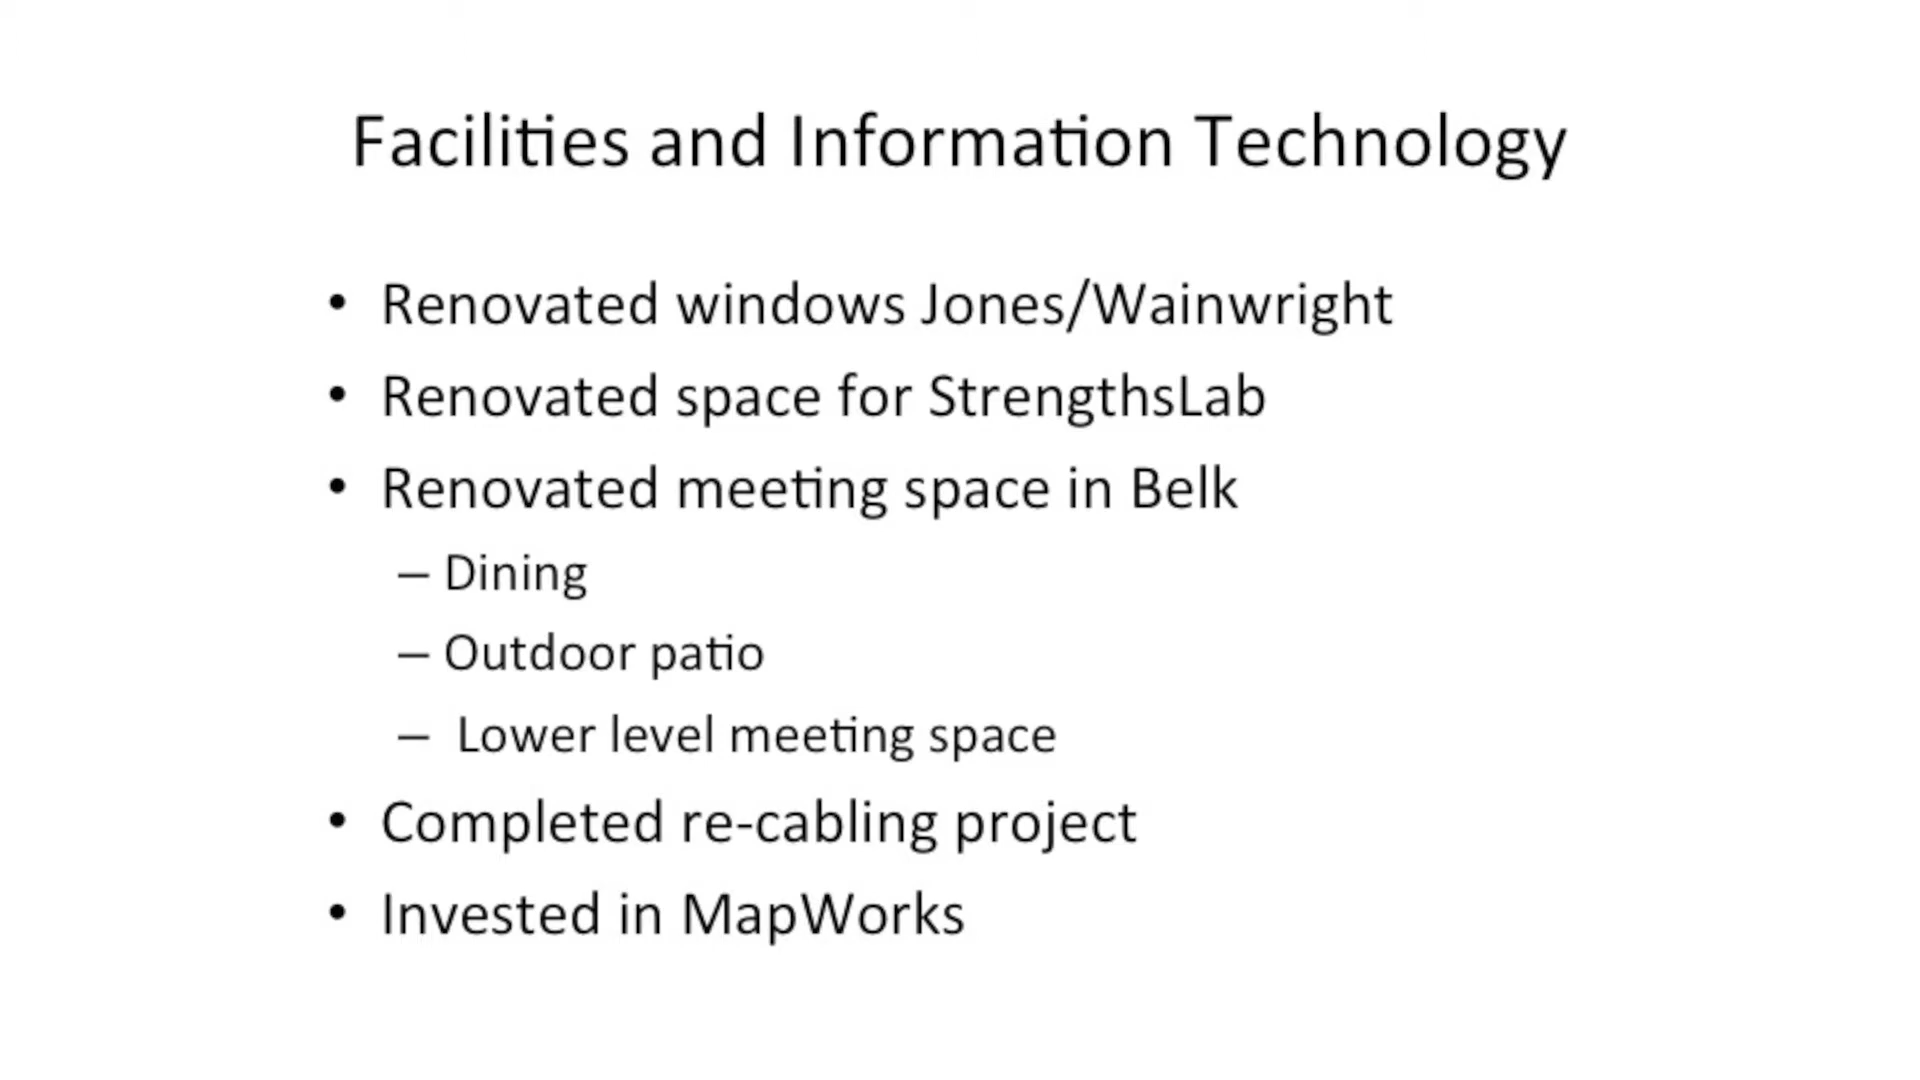 Facilities and Information Technology
• Renovated windows Jones/Wainwright
• Renovated space for StrengthsLab
• Renovated meeting space in Belk
– Dining
– Outdoor patio
– Lower level meeting space
• Completed re-cabling project
• Invested in MapWorks